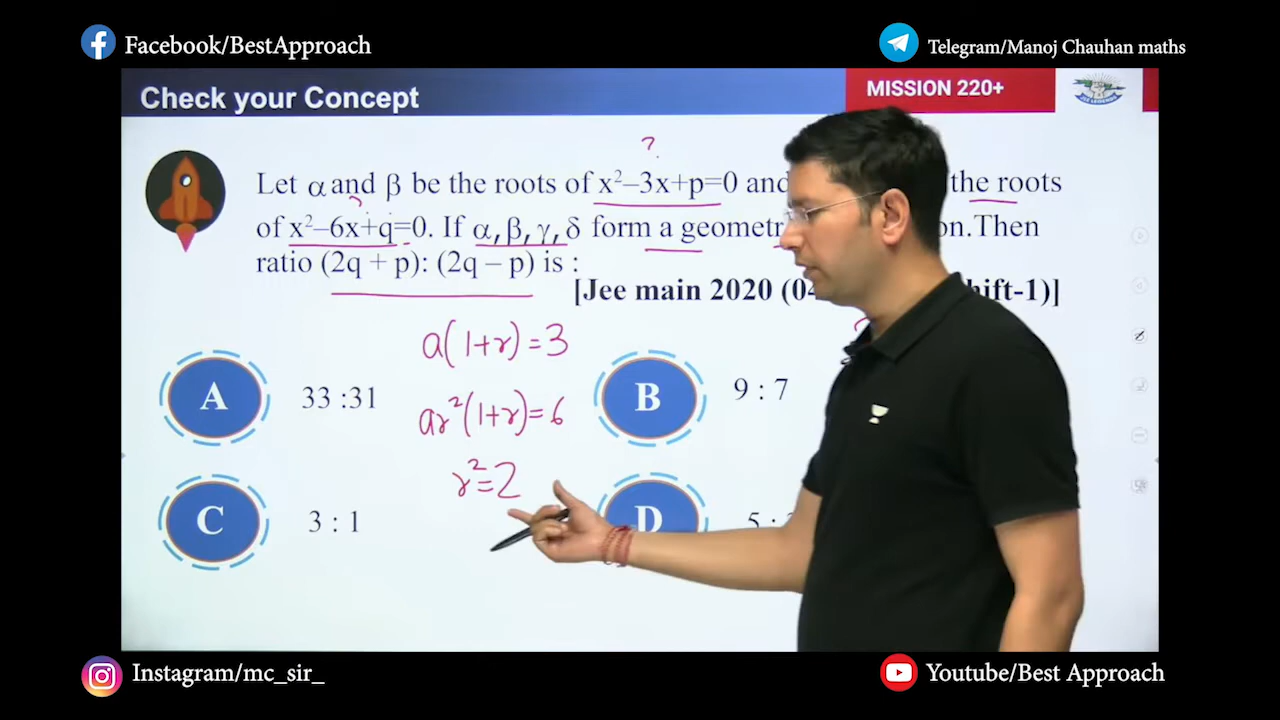 Facebook/BestApproach
Telegram/Manoj Chauhan maths
Check your Concept
MISSION 220+
Let α and β be the roots of x²–3x+p=0 and the roots
of x²–6x+q=0. If α, β, γ, δ form a geomet on. Then
ratio (2q + p): (2q – p) is :
[Jee main 2020 (04 hift-1)]
a(1+r)=3
ar²(1+r)=6
r²=2
A 33 :31
B 9 : 7
C 3 : 1
D 5 :
Instagram/mc_sir_
Youtube/Best Approach